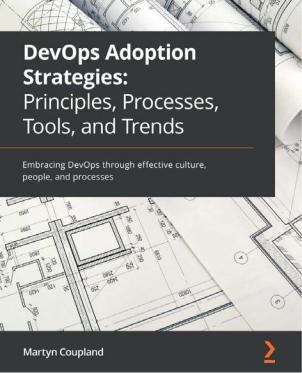 DevOps Adoption
Strategies:
Principles, Processes,
Tools, and Trends
Embracing DevOps through effective culture,
people, and processes
Martyn Coupland